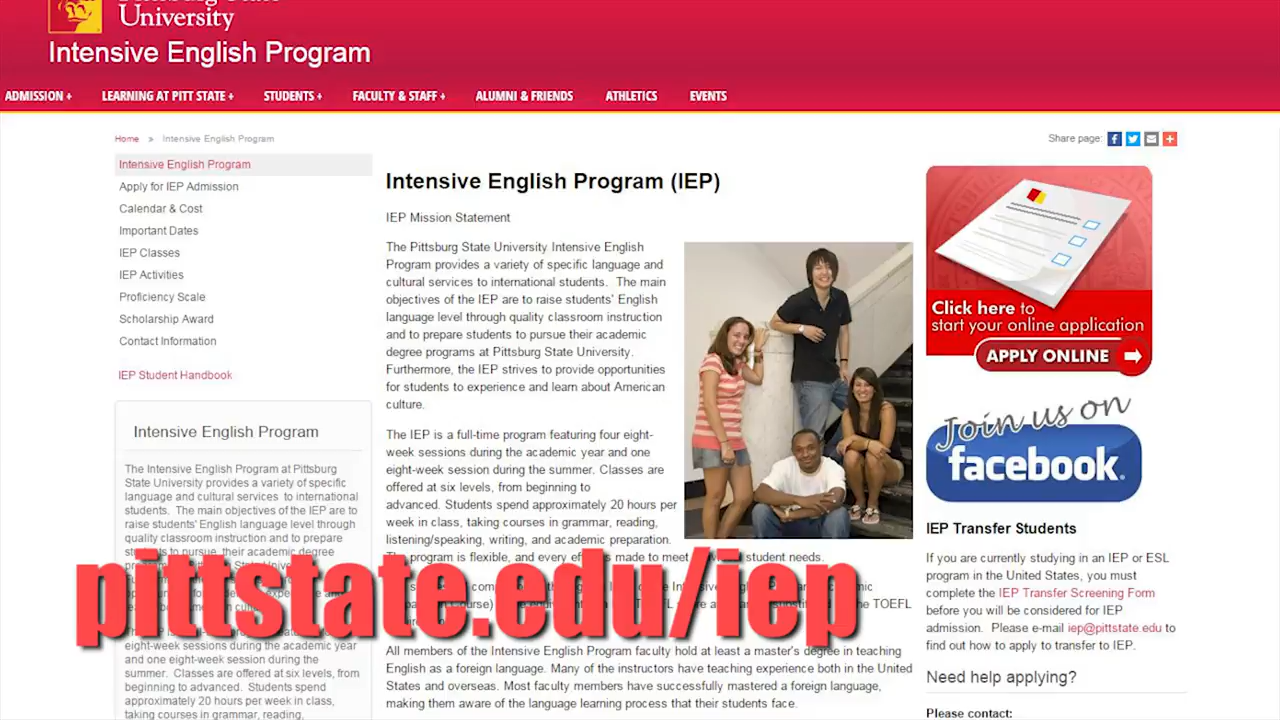 University
Intensive English Program
ADMISSION + LEARNING AT PITT STATE + STUDENTS + FACULTY & STAFF + ALUMNI & FRIENDS ATHLETICS EVENTS
Home » Intensive English Program
Share page:
Intensive English Program
Apply for IEP Admission
Calendar & Cost
Important Dates
IEP Classes
IEP Activities
Proficiency Scale
Scholarship Award
Contact Information
IEP Student Handbook
Intensive English Program
The Intensive English Program at Pittsburg
State University provides a variety of specific
language and cultural services to international
students. The main objectives of the IEP are to
raise students' English language level through
quality classroom instruction and to prepare
students to pursue their academic degree
eight-week sessions during the academic year
and one eight-week session during the
summer. Classes are offered at six levels, from
beginning to advanced. Students spend
approximately 20 hours per week in class,
taking courses in grammar, reading,
Intensive English Program (IEP)
IEP Mission Statement
The Pittsburg State University Intensive English
Program provides a variety of specific language and
cultural services to international students. The main
objectives of the IEP are to raise students' English
language level through quality classroom instruction
and to prepare students to pursue their academic
degree programs at Pittsburg State University.
Furthermore, the IEP strives to provide opportunities
for students to experience and learn about American
culture.
The IEP is a full-time program featuring four eight-
week sessions during the academic year and one
eight-week session during the summer. Classes are
offered at six levels, from beginning to
advanced. Students spend approximately 20 hours per
week in class, taking courses in grammar, reading,
listening/speaking, writing, and academic preparation.
The program is flexible, and every made to meet student needs.
TOEFL
pittstate.edu/iep
All members of the Intensive English Program faculty hold at least a master's degree in teaching
English as a foreign language. Many of the instructors have teaching experience both in the United
States and overseas. Most faculty members have successfully mastered a foreign language,
making them aware of the language learning process that their students face.
Click here to
start your online application
APPLY ONLINE
Join us on
facebook.
IEP Transfer Students
If you are currently studying in an IEP or ESL
program in the United States, you must
complete the IEP Transfer Screening Form
before you will be considered for IEP
admission. Please e-mail iep@pittstate.edu to
find out how to apply to transfer to IEP.
Need help applying?
Please contact: